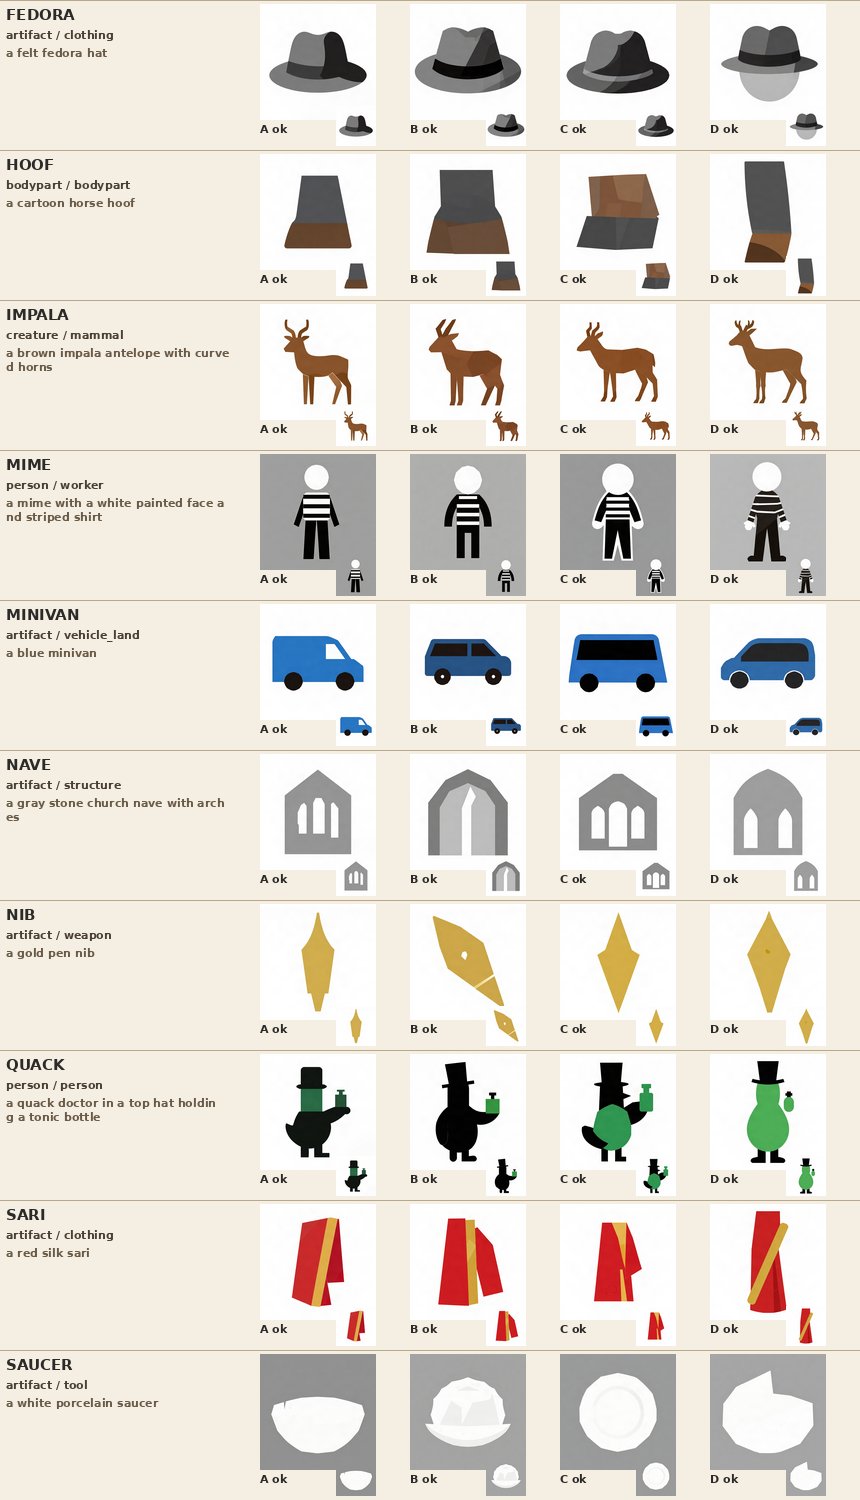 FEDORA
artifact / clothing
a felt fedora hat
A ok
B ok
C ok
D ok
HOOF
bodypart / bodypart
a cartoon horse hoof
A ok
B ok
C ok
D ok
IMPALA
creature / mammal
a brown impala antelope with curve
d horns
A ok
B ok
C ok
D ok
MIME
person / worker
a mime with a white painted face a
nd striped shirt
A ok
B ok
C ok
D ok
MINIVAN
artifact / vehicle_land
a blue minivan
A ok
B ok
C ok
D ok
NAVE
artifact / structure
a gray stone church nave with arch
es
A ok
B ok
C ok
D ok
NIB
artifact / weapon
a gold pen nib
A ok
B ok
C ok
D ok
QUACK
person / person
a quack doctor in a top hat holdin
g a tonic bottle
A ok
B ok
C ok
D ok
SARI
artifact / clothing
a red silk sari
A ok
B ok
C ok
D ok
SAUCER
artifact / tool
a white porcelain saucer
A ok
B ok
C ok
D ok